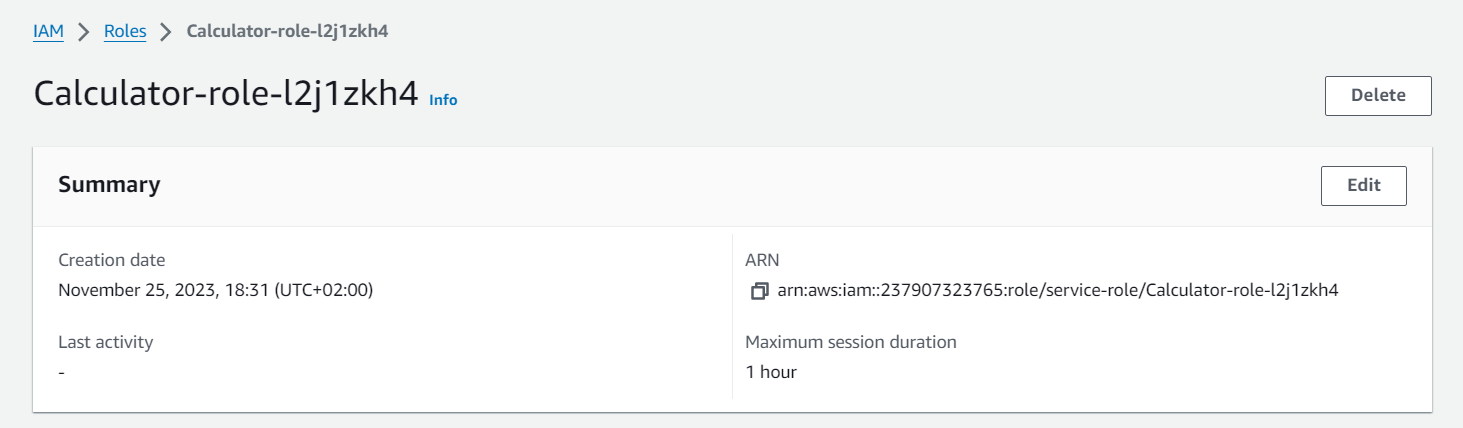 IAM > Roles > Calculator-role-l2j1zkh4
Calculator-role-l2j1zkh4 Info
Delete
Summary
Edit
Creation date
November 25, 2023, 18:31 (UTC+02:00)
ARN
arn:aws:iam::237907323765:role/service-role/Calculator-role-l2j1zkh4
Last activity
-
Maximum session duration
1 hour